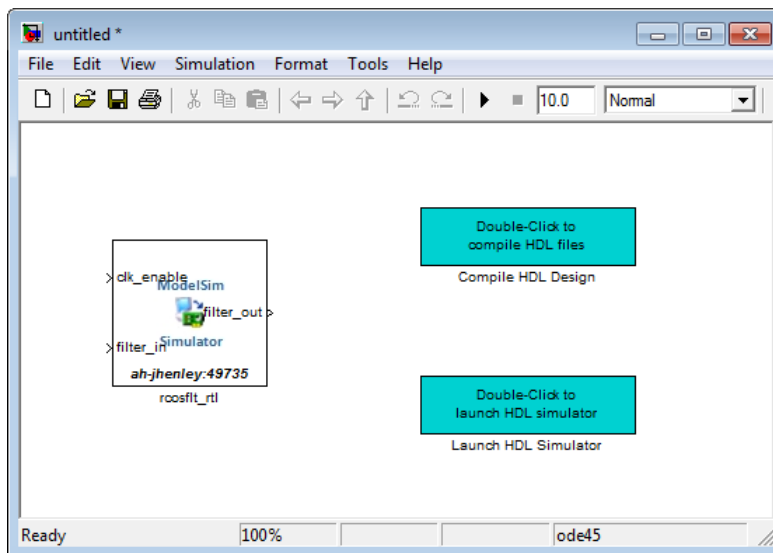 untitled *
File Edit View Simulation Format Tools Help
10.0 Normal
Double-Click to
compile HDL files
Compile HDL Design
clk_enable
ModelSim
filter_out
filter_in
Simulator
ah-jhenley:49735
rcosflt_rtl
Double-Click to
launch HDL simulator
Launch HDL Simulator
Ready 100% ode45